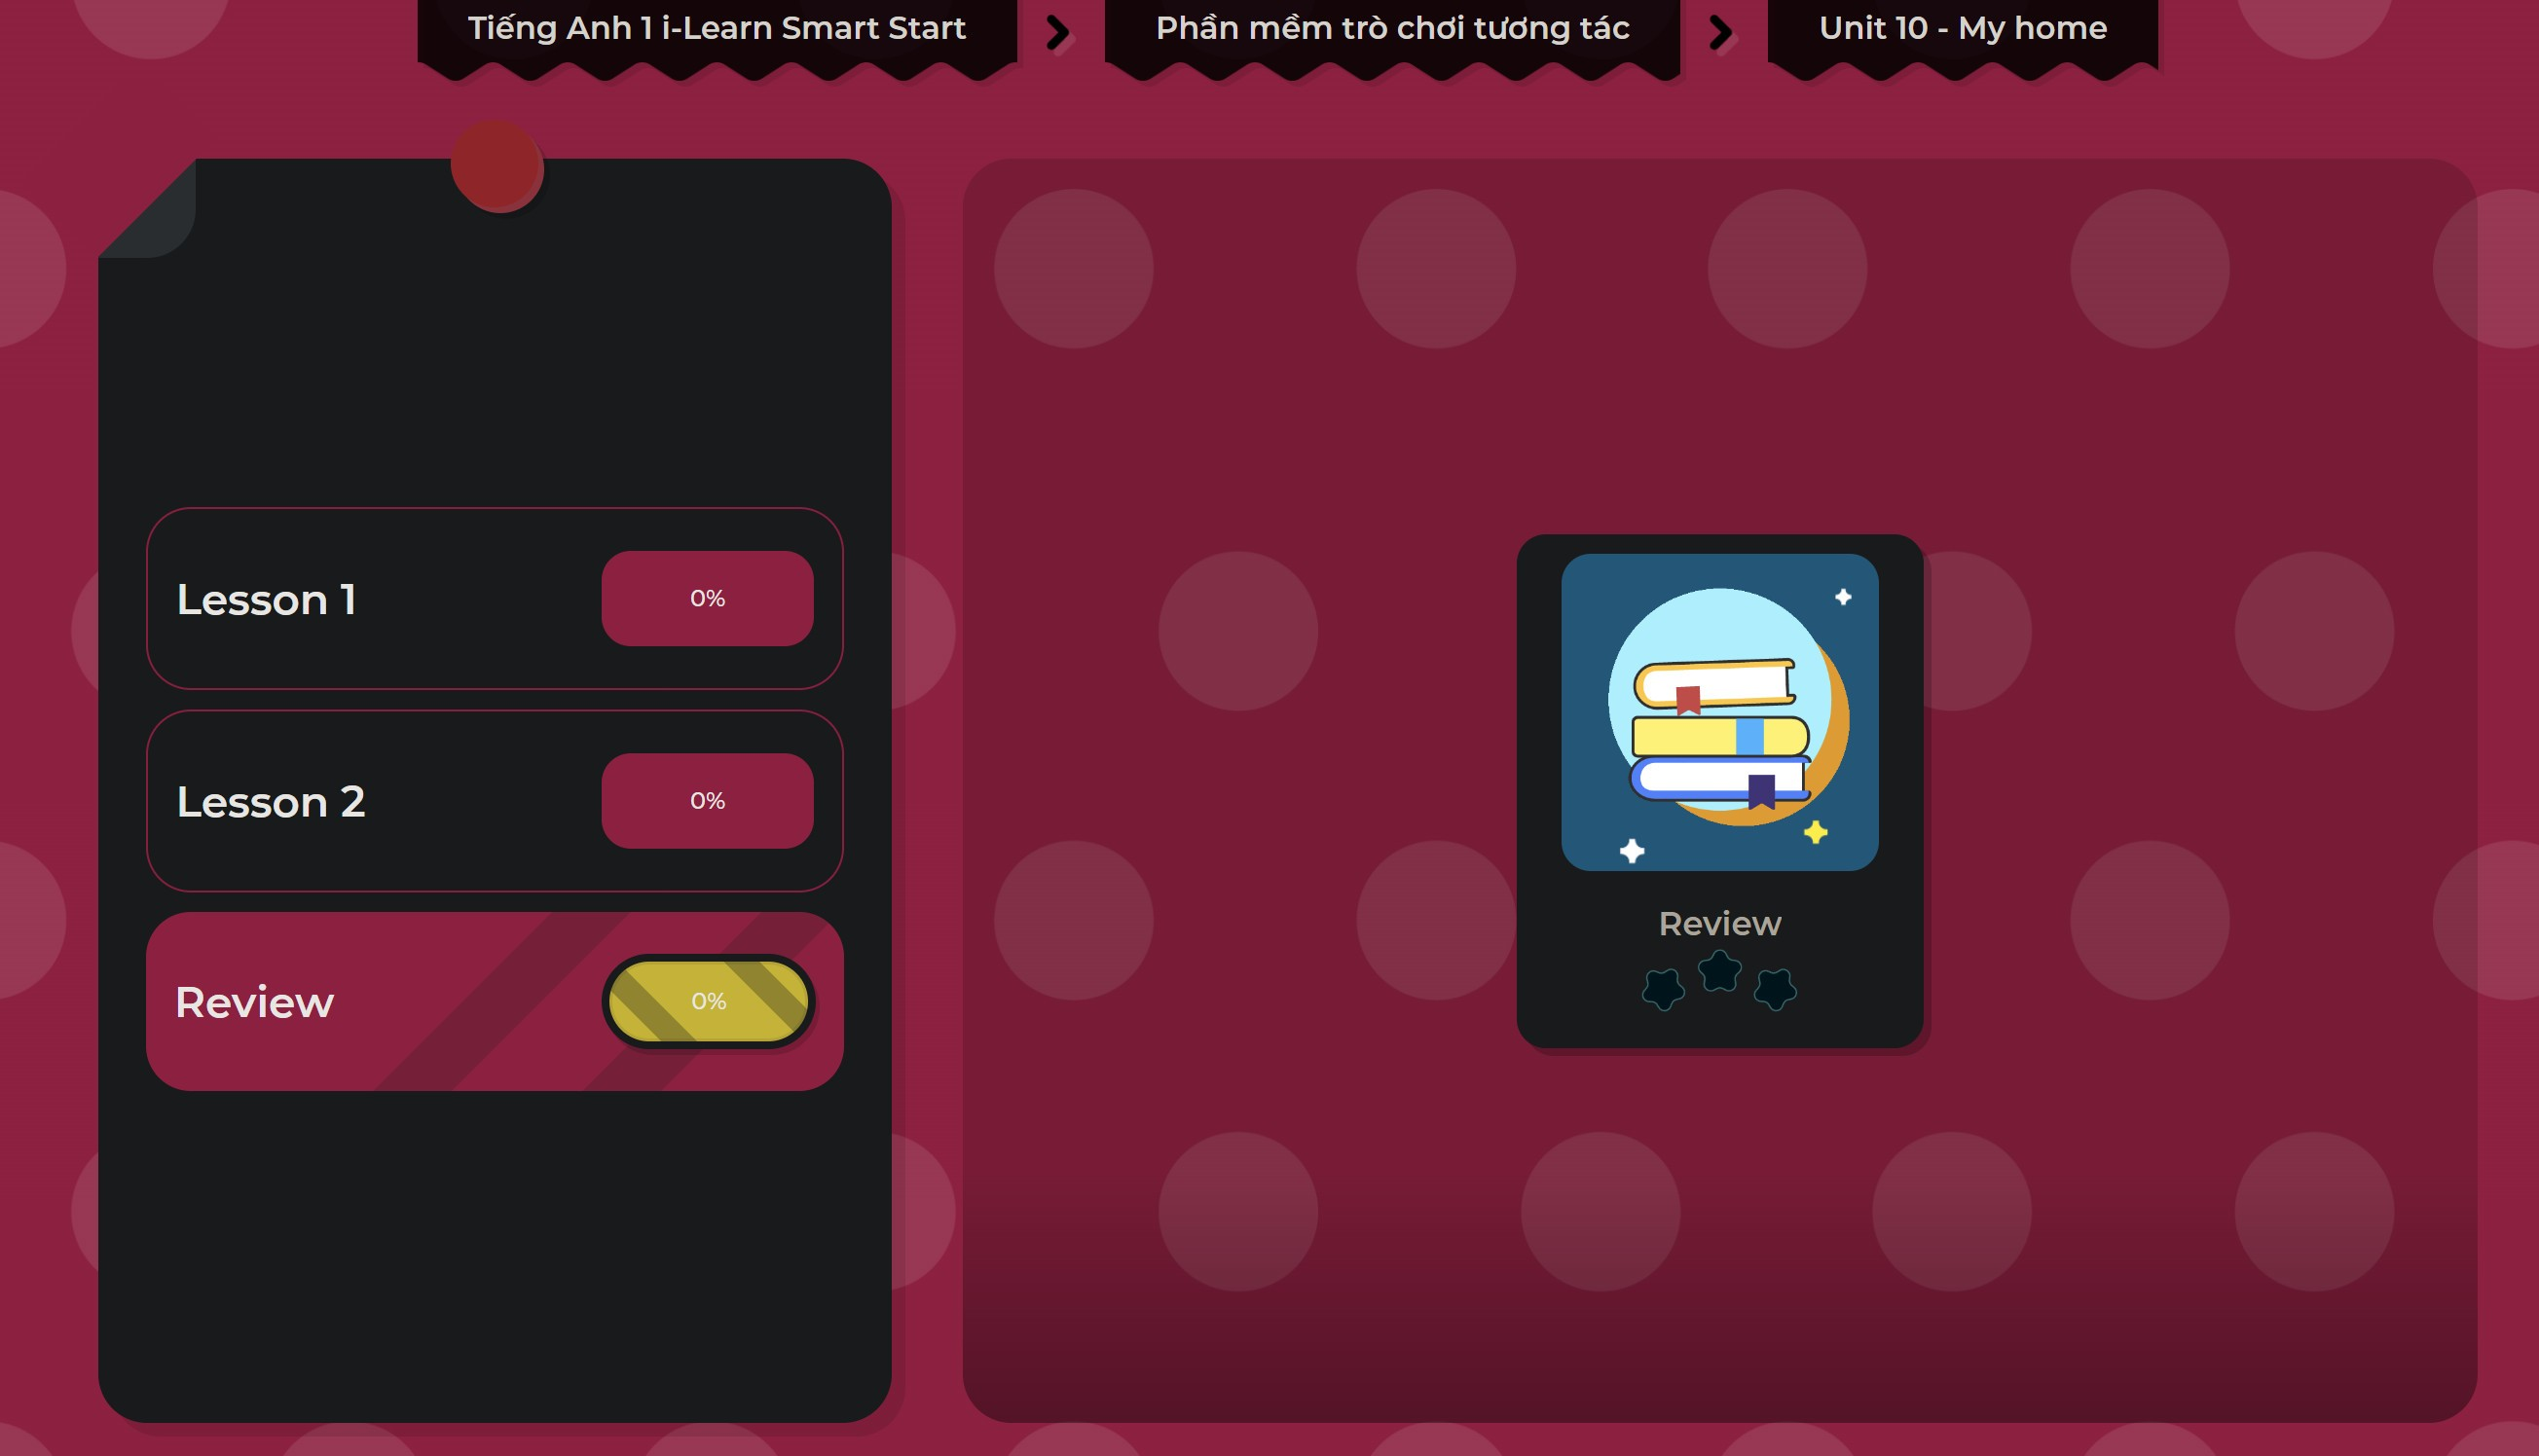 Tiếng Anh 1 i-Learn Smart Start
Phần mềm trò chơi tương tác
Unit 10 - My home
Lesson 1
0%
Lesson 2
0%
Review
0%
Review